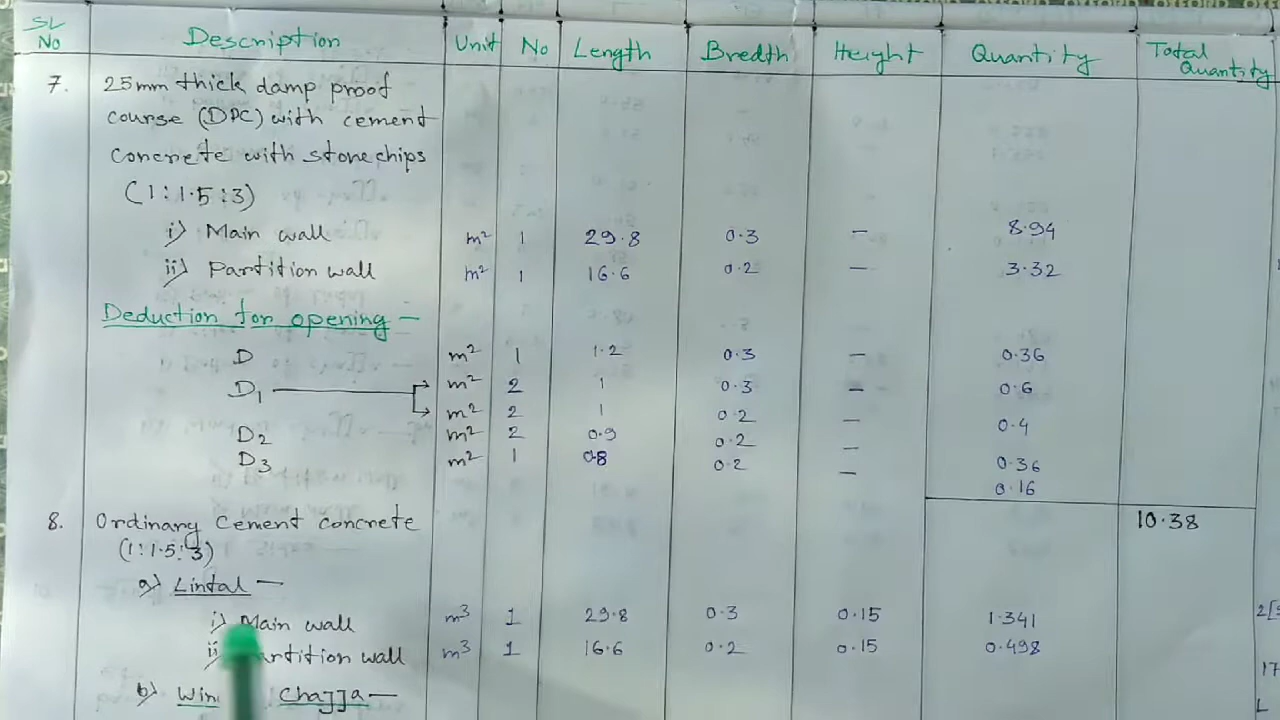 SL No Description Unit No Length Bredth Height Quantity Total Quantity
7. 25mm thick damp proof
course (DPC) with cement
concrete with stone chips
(1:1.5:3)
i) Main wall m² 1 29.8 0.3 – 8.94
ii) Partition wall m² 1 16.6 0.2 – 3.32
Deduction for opening –
D m² 1 1.2 0.3 – 0.36
D1 m² 2 1 0.3 – 0.6
m² 2 1 0.2 – 0.4
D2 m² 2 0.9 0.2 – 0.36
D3 m² 1 0.8 0.2 – 0.16
10.38
8. Ordinary Cement concrete
(1:1.5:3)
a) Lintal –
i) Main wall m³ 1 29.8 0.3 0.15 1.341
ii) Partition wall m³ 1 16.6 0.2 0.15 0.498
b) Chajja –